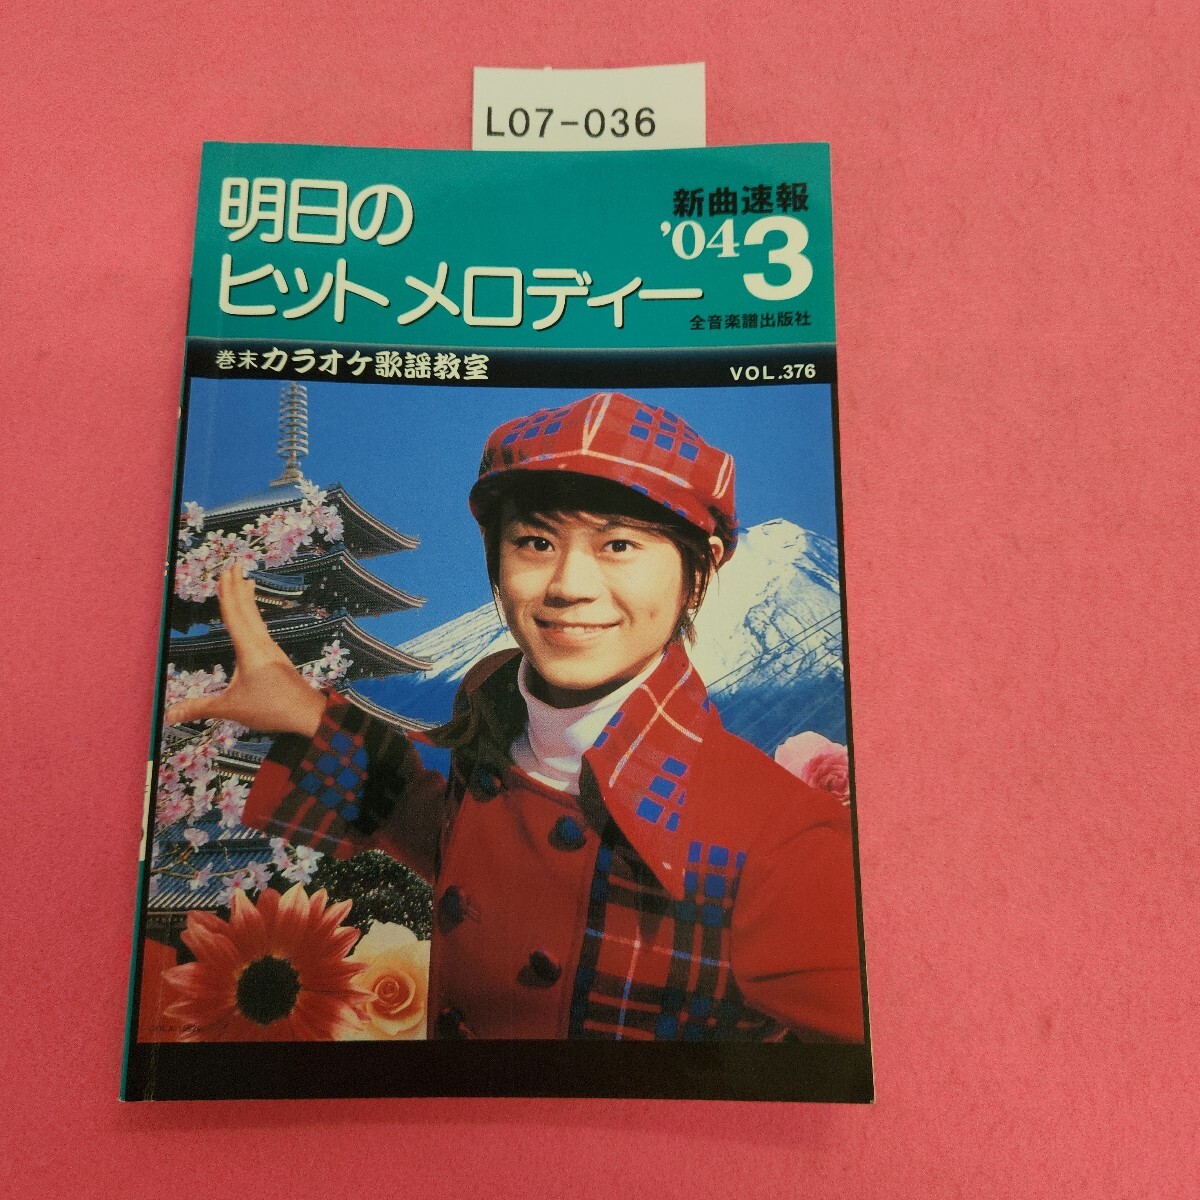 L07-036
明日の
ヒットメロディー
新曲速報
'04 3
全音楽譜出版社
巻末 カラオケ歌謡教室
VOL.376